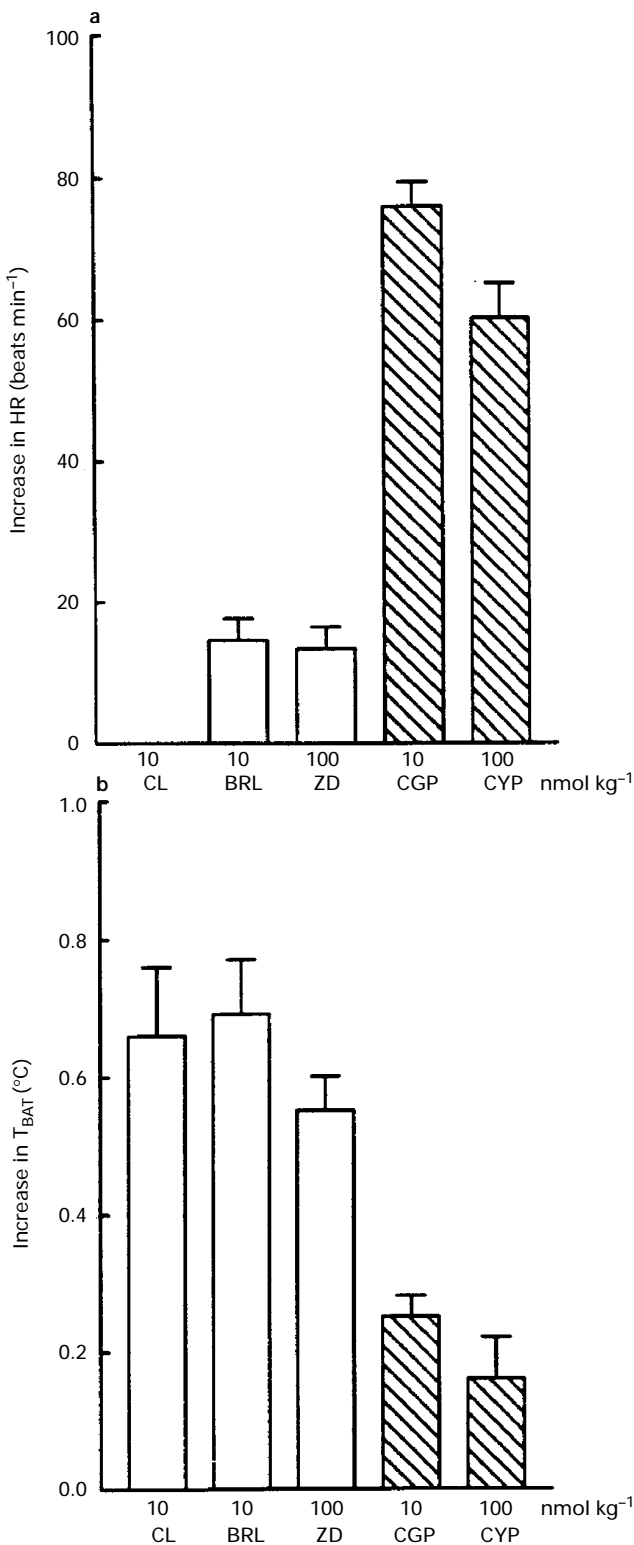 a
100
80
60
40
20
0
Increase in HR (beats min⁻¹)
10 10 100 10 100
CL BRL ZD CGP CYP nmol kg⁻¹
b
1.0
0.8
0.6
0.4
0.2
0.0
Increase in T_BAT (°C)
10 10 100 10 100 nmol kg⁻¹
CL BRL ZD CGP CYP